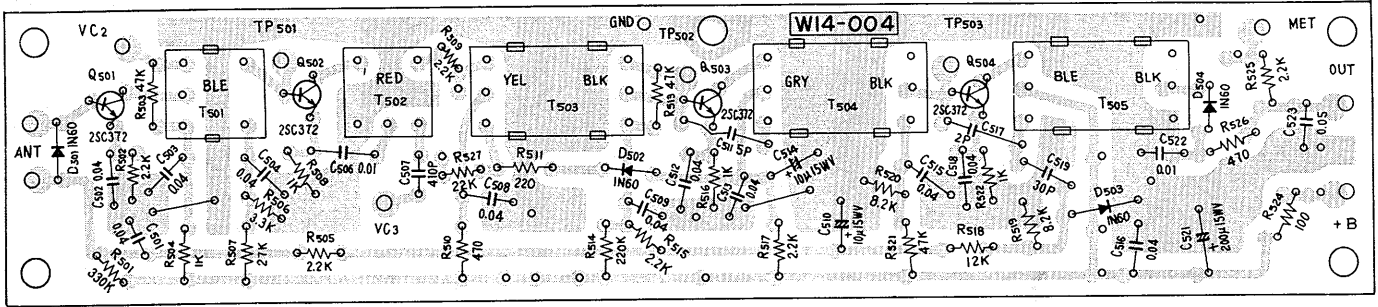 VC2
TP501
GND
TP502
W14-004
TP503
MET
OUT
Q501
R503 47K
BLE
T501
Q502
RED
T502
R509
2.2K
YEL
BLK
T503
R513 47K
Q503
GRY
BLK
T504
Q504
BLE
BLK
T505
D504
IN60
R525
2.2K
2SC372
2SC372
2SC372
2SC372
ANT
D501 IN60
C502 0.04
R502
2.2K
C503
0.04
C504
0.04
R508
1K
C506 0.01
C507
410P
R527
22K
R511
220
D502
IN60
C512
0.04
C511 5P
R516
1K
C513
0.04
C514
10μ15WV
R520
8.2K
C515
0.04
C517
2P
C518
0.04
R522
1K
C519
30P
C522
0.01
R526
470
C523
0.05
R506
3.3K
C508
0.04
C509
0.04
C510
+
10μ15WV
R519
8.2K
D503
IN60
C516
0.04
C521
+
200μ15WV
R524
100
+B
C501
0.04
R501
330K
R504
1K
R507
27K
R505
2.2K
VC3
R510
470
R514
220K
R515
2.2K
R517
2.2K
R521
47K
R518
12K